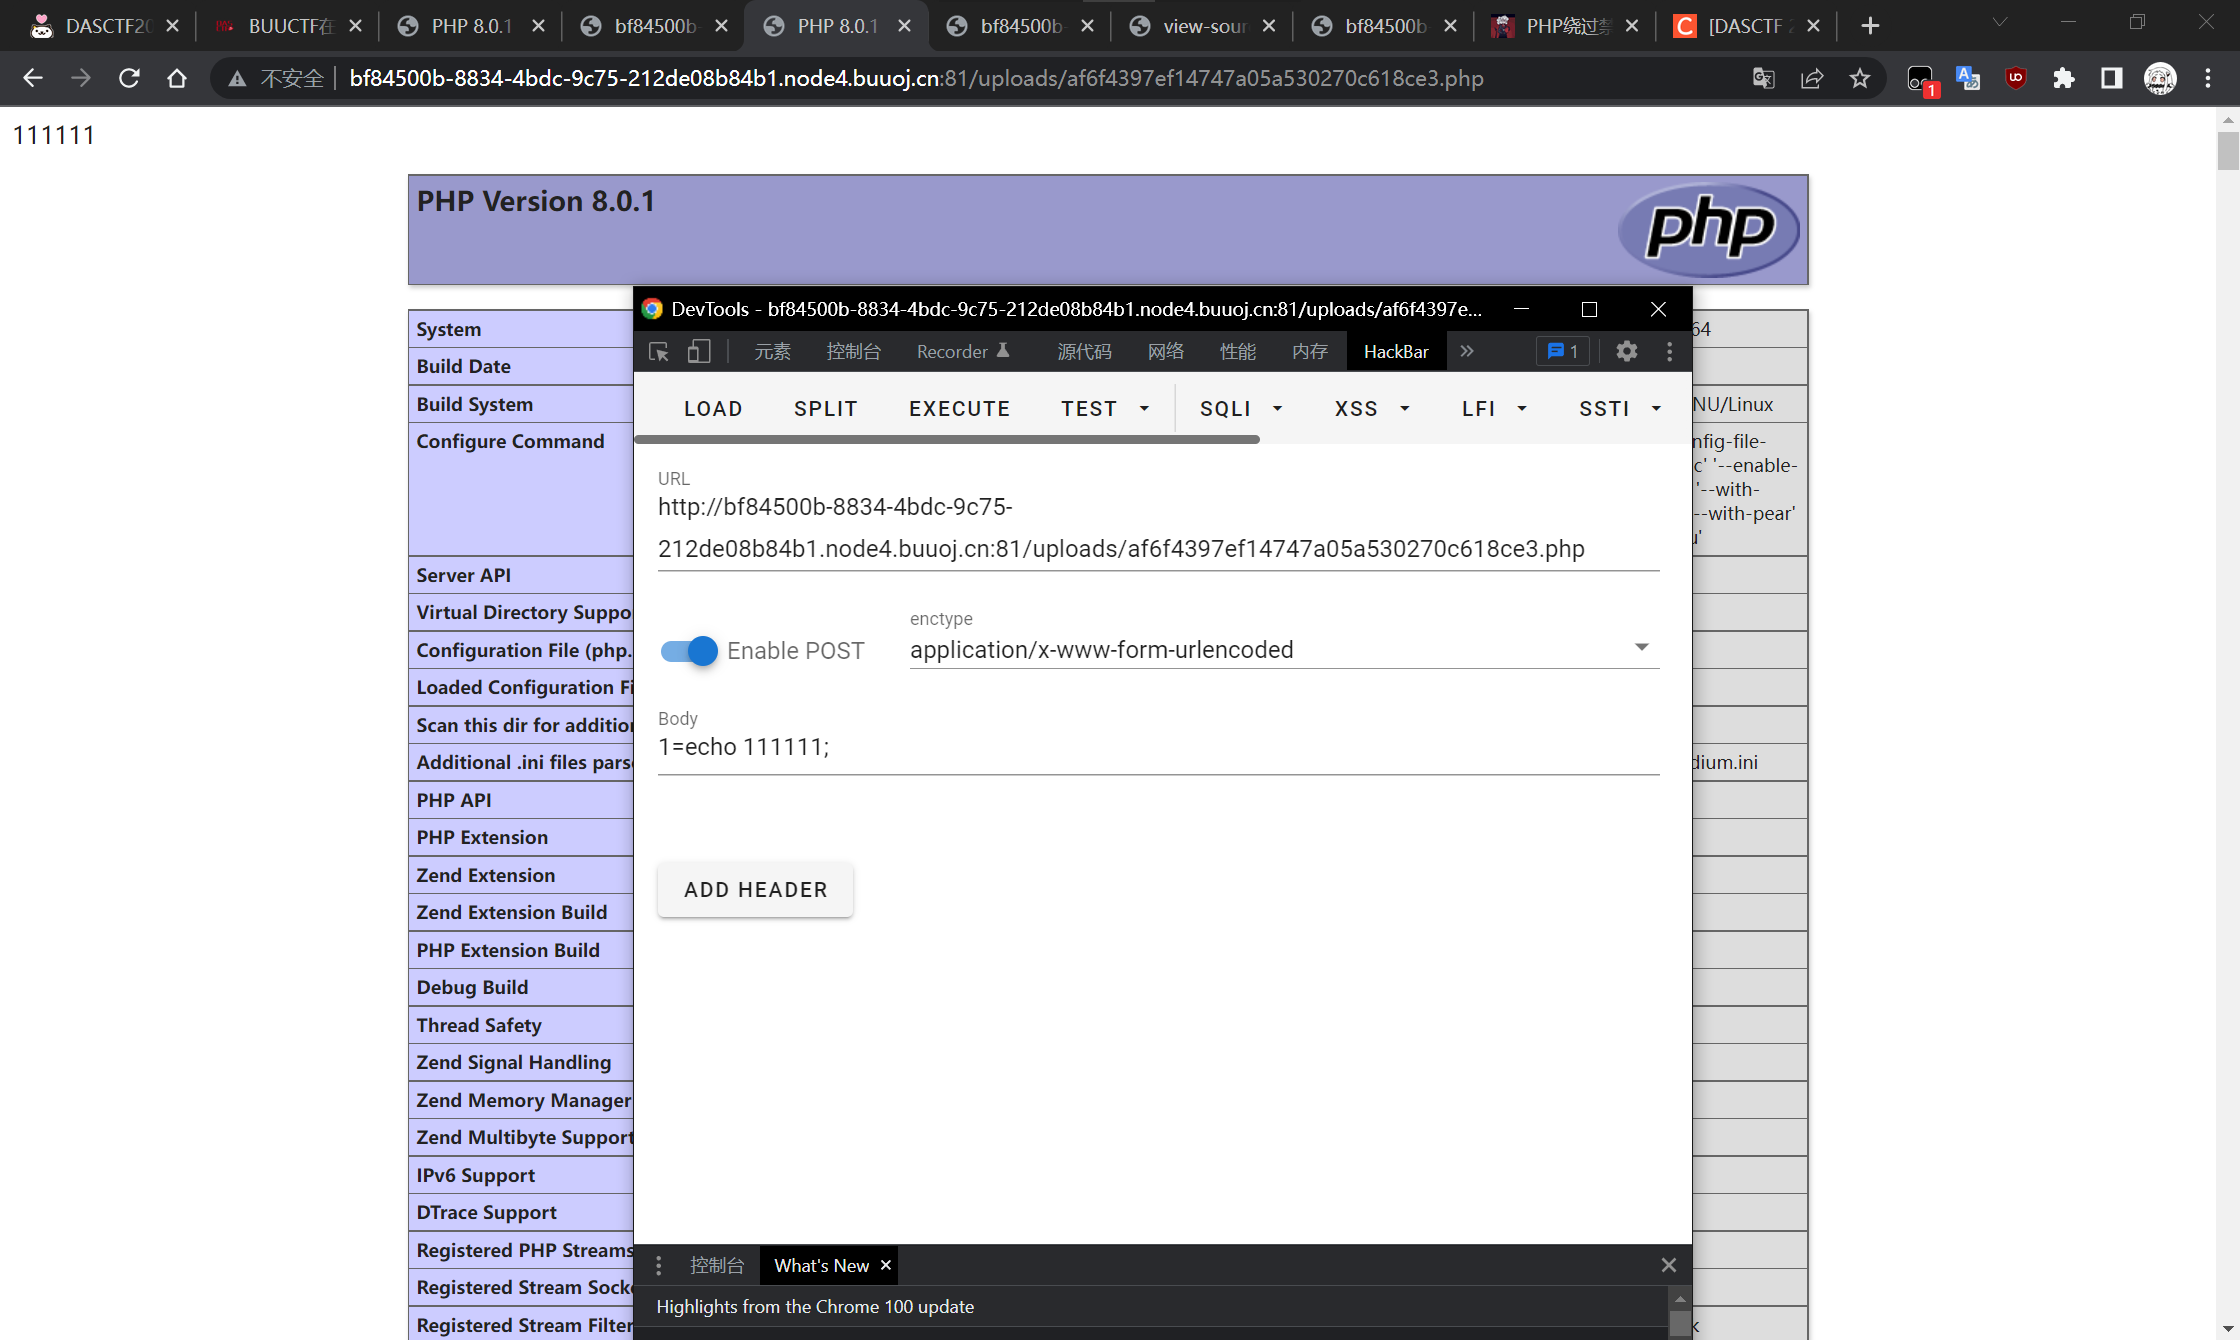 DASCTF20
BUUCTF在
PHP 8.0.1
bf84500b-
PHP 8.0.1
bf84500b-
view-sour
bf84500b-
PHP绕过禁
[DASCTF 2
不安全
bf84500b-8834-4bdc-9c75-212de08b84b1.node4.buuoj.cn:81/uploads/af6f4397ef14747a05a530270c618ce3.php
1
111111
PHP Version 8.0.1
php
DevTools - bf84500b-8834-4bdc-9c75-212de08b84b1.node4.buuoj.cn:81/uploads/af6f4397e...
元素 控制台 Recorder 源代码 网络 性能 内存 HackBar 1
LOAD SPLIT EXECUTE TEST SQLI XSS LFI SSTI
URL
http://bf84500b-8834-4bdc-9c75-
212de08b84b1.node4.buuoj.cn:81/uploads/af6f4397ef14747a05a530270c618ce3.php
Enable POST
enctype
application/x-www-form-urlencoded
Body
1=echo 111111;
ADD HEADER
控制台 What's New
Highlights from the Chrome 100 update
System
64
Build Date
Build System
NU/Linux
Configure Command
nfig-file-
c' '--enable-
'--with-
--with-pear'
u'
Server API
Virtual Directory Suppo
Configuration File (php.
Loaded Configuration Fi
Scan this dir for additio
Additional .ini files pars
dium.ini
PHP API
PHP Extension
Zend Extension
Zend Extension Build
PHP Extension Build
Debug Build
Thread Safety
Zend Signal Handling
Zend Memory Manager
Zend Multibyte Support
IPv6 Support
DTrace Support
Registered PHP Streams
Registered Stream Sock
Registered Stream Filter
k